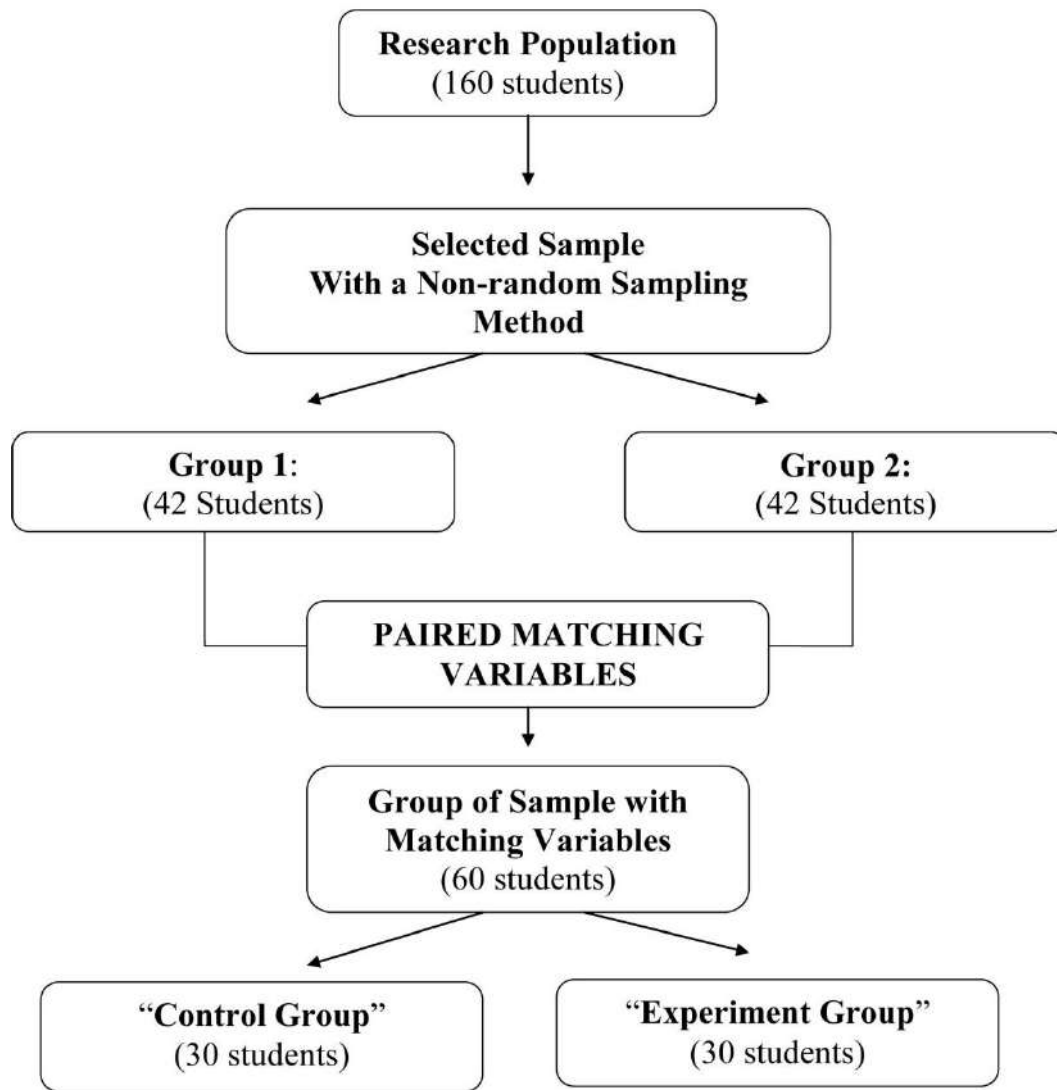 Research Population
(160 students)
Selected Sample
With a Non-random Sampling
Method
Group 1:
(42 Students)
Group 2:
(42 Students)
PAIRED MATCHING
VARIABLES
Group of Sample with
Matching Variables
(60 students)
“Control Group”
(30 students)
“Experiment Group”
(30 students)